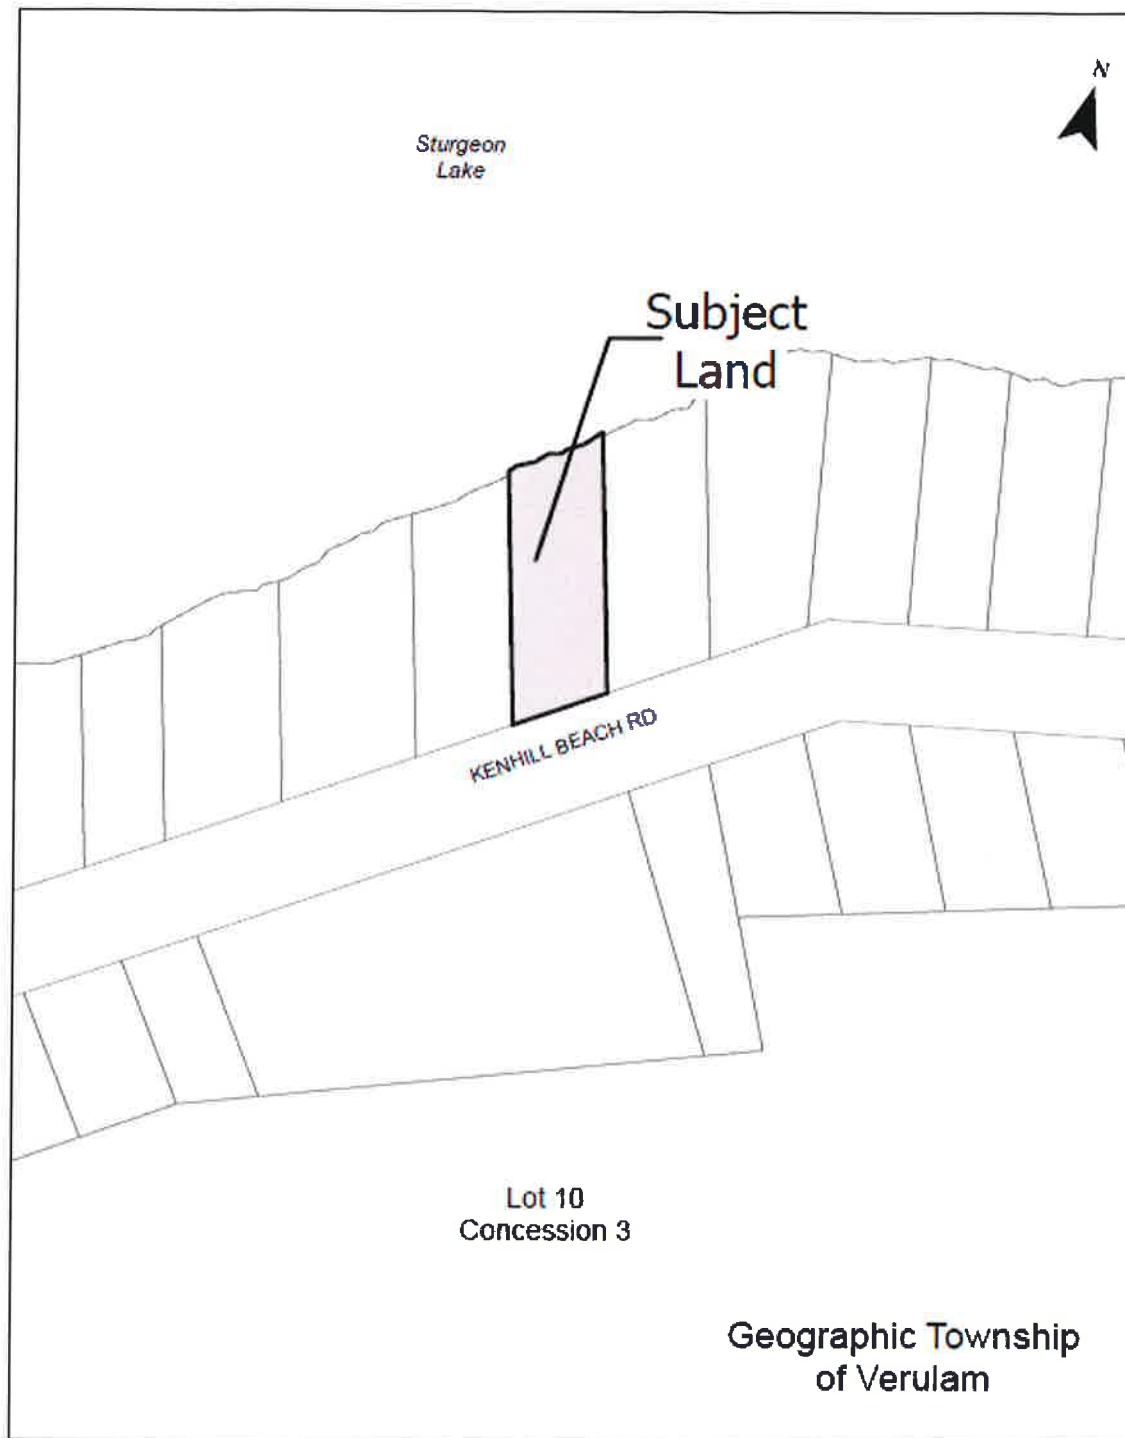 N
Sturgeon
Lake
Subject
Land
KENHILL BEACH RD
Lot 10
Concession 3
Geographic Township
of Verulam